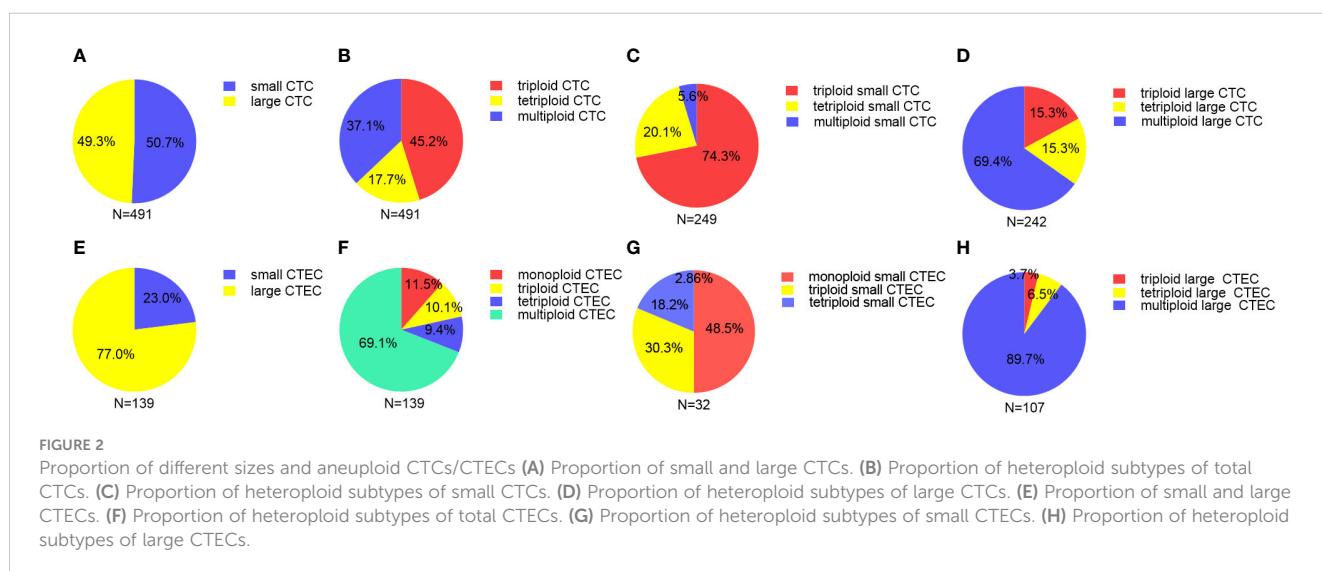 A
small CTC
large CTC
49.3%
50.7%
N=491
B
triploid CTC
tetriploid CTC
multiploid CTC
37.1%
45.2%
17.7%
N=491
C
triploid small CTC
tetriploid small CTC
multiploid small CTC
5.6%
20.1%
74.3%
N=249
D
triploid large CTC
tetriploid large CTC
multiploid large CTC
15.3%
15.3%
69.4%
N=242
E
small CTEC
large CTEC
23.0%
77.0%
N=139
F
monoploid CTEC
triploid CTEC
tetriploid CTEC
multiploid CTEC
11.5%
10.1%
9.4%
69.1%
N=139
G
monoploid small CTEC
triploid small CTEC
tetriploid small CTEC
2.86%
18.2%
48.5%
30.3%
N=32
H
triploid large CTEC
tetriploid large CTEC
multiploid large CTEC
3.7%
6.5%
89.7%
N=107
FIGURE 2
Proportion of different sizes and aneuploid CTCs/CTECs (A) Proportion of small and large CTCs. (B) Proportion of heteroploid subtypes of total
CTCs. (C) Proportion of heteroploid subtypes of small CTCs. (D) Proportion of heteroploid subtypes of large CTCs. (E) Proportion of small and large
CTECs. (F) Proportion of heteroploid subtypes of total CTECs. (G) Proportion of heteroploid subtypes of small CTECs. (H) Proportion of heteroploid
subtypes of large CTECs.